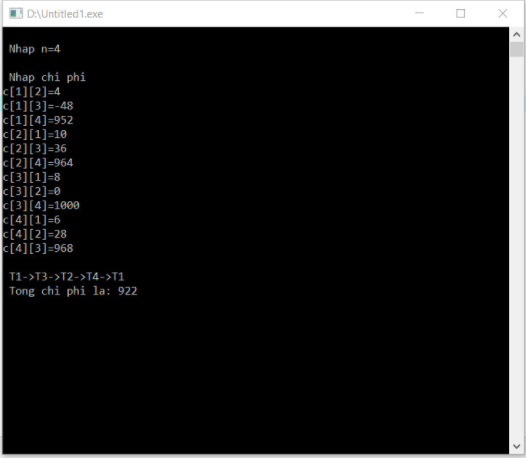 D:\Untitled1.exe
Nhap n=4
Nhap chi phi
c[1][2]=4
c[1][3]=-48
c[1][4]=952
c[2][1]=10
c[2][3]=36
c[2][4]=964
c[3][1]=8
c[3][2]=0
c[3][4]=1000
c[4][1]=6
c[4][2]=28
c[4][3]=968
T1->T3->T2->T4->T1
Tong chi phi la: 922